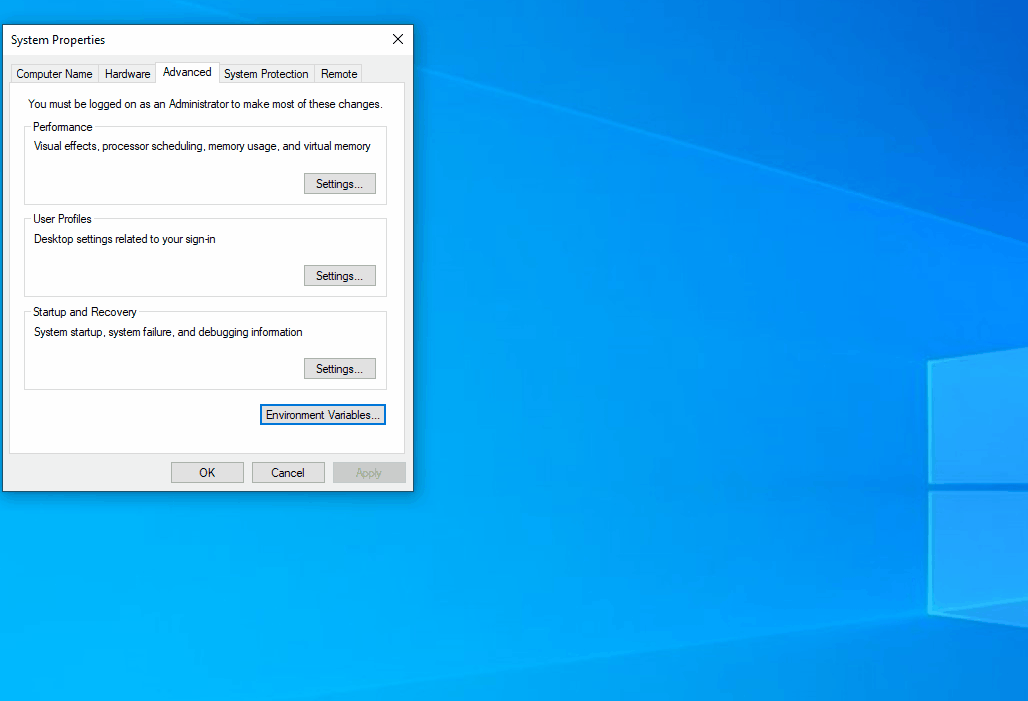 System Properties
Computer Name Hardware Advanced System Protection Remote
You must be logged on as an Administrator to make most of these changes.
Performance
Visual effects, processor scheduling, memory usage, and virtual memory
Settings...
User Profiles
Desktop settings related to your sign-in
Settings...
Startup and Recovery
System startup, system failure, and debugging information
Settings...
Environment Variables...
OK Cancel Apply